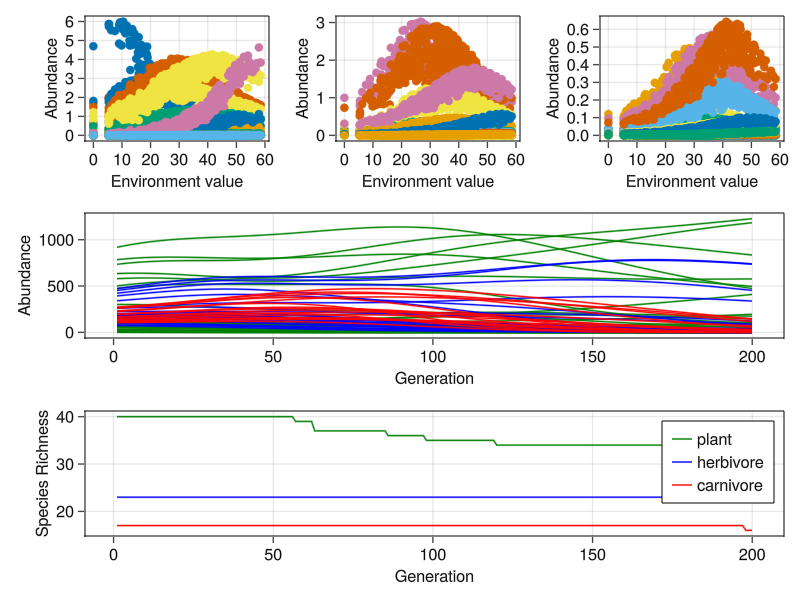 Abundance
6
5
4
3
2
1
0
0 10 20 30 40 50 60
Environment value
Abundance
3
2
1
0
0 10 20 30 40 50 60
Environment value
Abundance
0.6
0.5
0.4
0.3
0.2
0.1
0.0
0 10 20 30 40 50 60
Environment value
Abundance
1000
500
0
0 50 100 150 200
Generation
Species Richness
40
30
20
plant
herbivore
carnivore
0 50 100 150 200
Generation